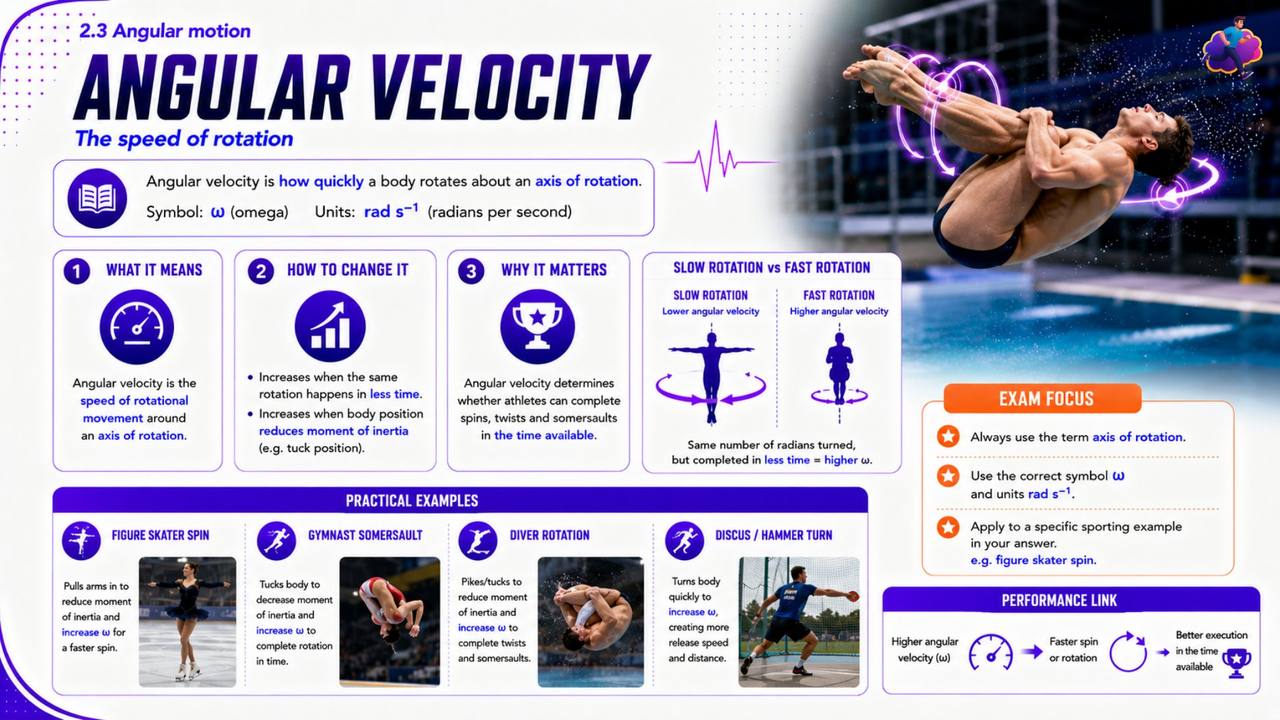 2.3 Angular motion
ANGULAR VELOCITY
The speed of rotation
Angular velocity is how quickly a body rotates about an axis of rotation.
Symbol: ω (omega) Units: rad s⁻¹ (radians per second)
1 WHAT IT MEANS
Angular velocity is the
speed of rotational
movement around
an axis of rotation.
2 HOW TO CHANGE IT
• Increases when the same
rotation happens in less time.
• Increases when body position
reduces moment of inertia
(e.g. tuck position).
3 WHY IT MATTERS
Angular velocity determines
whether athletes can complete
spins, twists and somersaults
in the time available.
SLOW ROTATION vs FAST ROTATION
SLOW ROTATION
Lower angular velocity
FAST ROTATION
Higher angular velocity
Same number of radians turned,
but completed in less time = higher ω.
EXAM FOCUS
Always use the term axis of rotation.
Use the correct symbol ω
and units rad s⁻¹.
Apply to a specific sporting example
in your answer.
e.g. figure skater spin.
PRACTICAL EXAMPLES
FIGURE SKATER SPIN
Pulls arms in to
reduce moment
of inertia and
increase ω for
a faster spin.
GYMNAST SOMERSAULT
Tucks body to
decrease moment
of inertia and
increase ω to
complete rotation
in time.
DIVER ROTATION
Pikes/tucks to
reduce moment
of inertia and
increase ω to
complete twists
and somersaults.
DISCUS / HAMMER TURN
Turns body
quickly to
increase ω,
creating more
release speed
and distance.
PERFORMANCE LINK
Higher angular
velocity (ω)
Faster spin
or rotation
Better execution
in the time
available